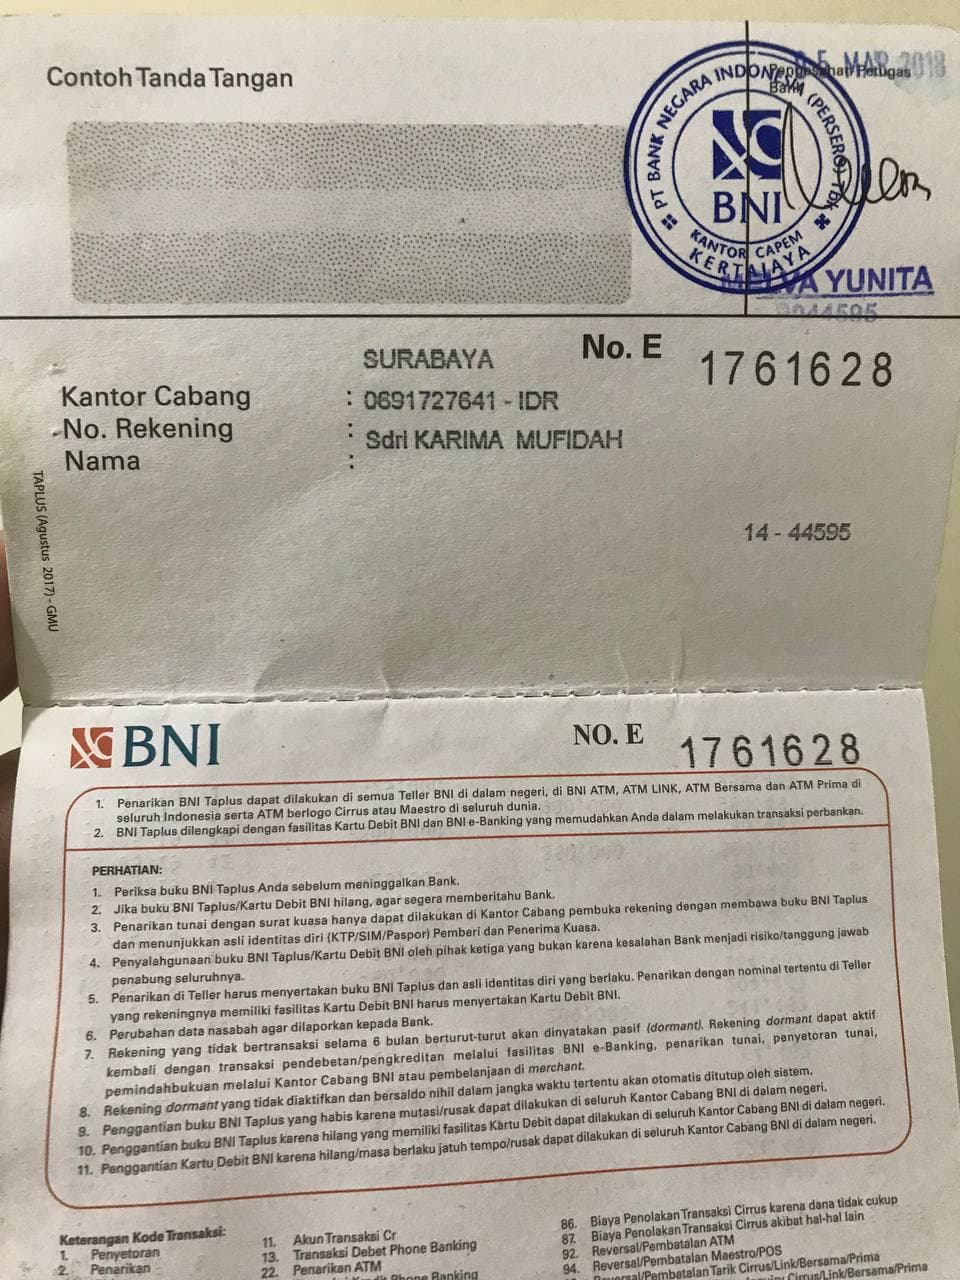 Contoh Tanda Tangan
MAR 2018
Pengesahan Petugas
Bank
PT BANK NEGARA INDONESIA (PERSERO) Tbk
BNI
KANTOR CAPEM
KERTAJAYA
MELVA YUNITA
44595
SURABAYA
No. E 1761628
Kantor Cabang :
0691727641 - IDR
No. Rekening :
Sdri KARIMA MUFIDAH
Nama :
14 - 44595
TAPLUS (Agustus 2017) - GMU
BNI
NO. E 1761628
1. Penarikan BNI Taplus dapat dilakukan di semua Teller BNI di dalam negeri, di BNI ATM, ATM LINK, ATM Bersama dan ATM Prima di
seluruh Indonesia serta ATM berlogo Cirrus atau Maestro di seluruh dunia.
2. BNI Taplus dilengkapi dengan fasilitas Kartu Debit BNI dan BNI e-Banking yang memudahkan Anda dalam melakukan transaksi perbankan.
PERHATIAN:
1. Periksa buku BNI Taplus Anda sebelum meninggalkan Bank.
2. Jika buku BNI Taplus/Kartu Debit BNI hilang, agar segera memberitahu Bank.
3. Penarikan tunai dengan surat kuasa hanya dapat dilakukan di Kantor Cabang pembuka rekening dengan membawa buku BNI Taplus
dan menunjukkan asli identitas diri (KTP/SIM/Paspor) Pemberi dan Penerima Kuasa.
4. Penyalahgunaan buku BNI Taplus/Kartu Debit BNI oleh pihak ketiga yang bukan karena kesalahan Bank menjadi risiko/tanggung jawab
penabung seluruhnya.
5. Penarikan di Teller harus menyertakan buku BNI Taplus dan asli identitas diri yang berlaku. Penarikan dengan nominal tertentu di Teller
yang rekeningnya memiliki fasilitas Kartu Debit BNI harus menyertakan Kartu Debit BNI.
6. Perubahan data nasabah agar dilaporkan kepada Bank.
7. Rekening yang tidak bertransaksi selama 6 bulan berturut-turut akan dinyatakan pasif (dormant). Rekening dormant dapat aktif
kembali dengan transaksi pendebetan/pengkreditan melalui fasilitas BNI e-Banking, penarikan tunai, penyetoran tunai,
pemindahbukuan melalui Kantor Cabang BNI atau pembelanjaan di merchant.
8. Rekening dormant yang tidak diaktifkan dan bersaldo nihil dalam jangka waktu tertentu akan otomatis ditutup oleh sistem.
9. Penggantian buku BNI Taplus yang habis karena mutasi/rusak dapat dilakukan di seluruh Kantor Cabang BNI di dalam negeri.
10. Penggantian buku BNI Taplus karena hilang yang memiliki fasilitas Kartu Debit dapat dilakukan di seluruh Kantor Cabang BNI di dalam negeri.
11. Penggantian Kartu Debit BNI karena hilang/masa berlaku jatuh tempo/rusak dapat dilakukan di seluruh Kantor Cabang BNI di dalam negeri.
Keterangan Kode Transaksi:
1. Penyetoran
2. Penarikan
11. Akun Transaksi Cr
13. Transaksi Debet Phone Banking
22. Penarikan ATM
Phone Banking
86. Biaya Penolakan Transaksi Cirrus karena dana tidak cukup
87. Biaya Penolakan Transaksi Cirrus akibat hal-hal lain
92. Reversal/Pembatalan ATM
94. Reversal/Pembatalan Maestro/POS
Reversal/Pembatalan Tarik Cirrus/Link/Bersama/Prima
Cirrus/Link/Bersama/Prima